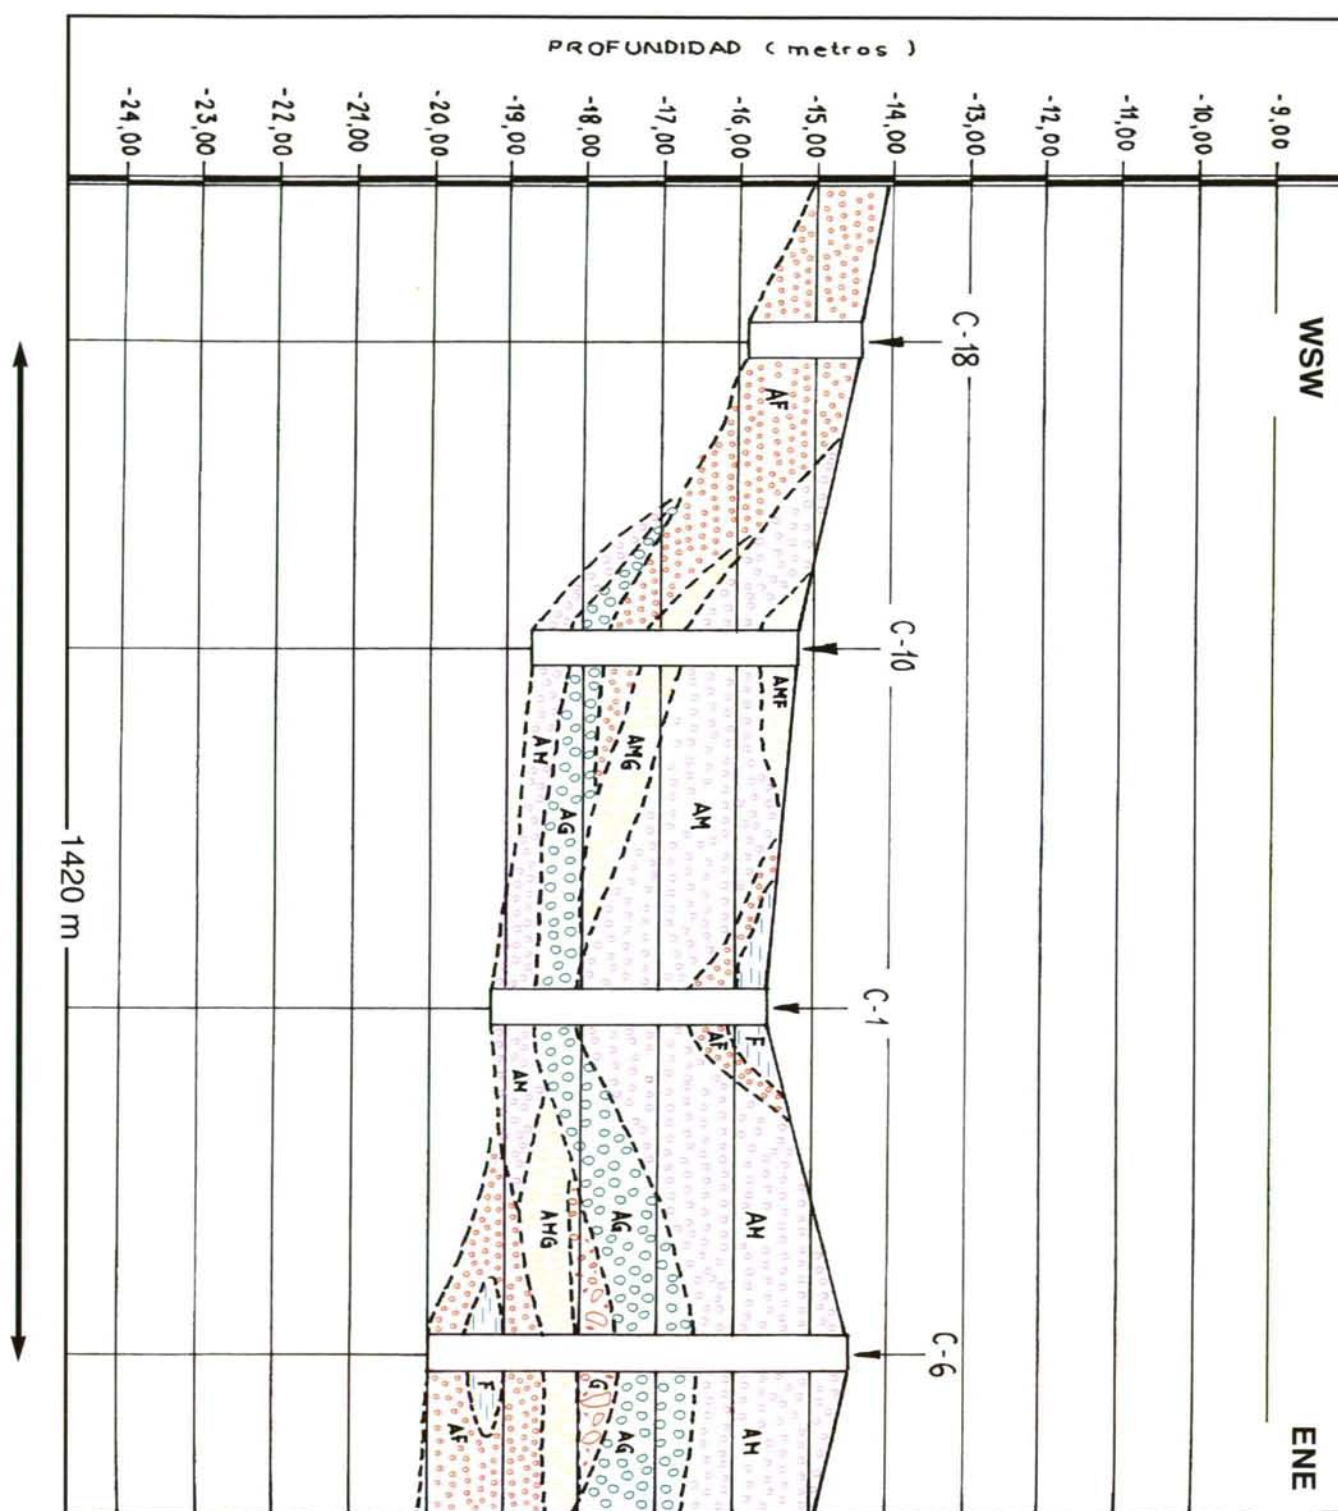 PROFUNDIDAD (metros)
-9,00
-10,00
-11,00
-12,00
-13,00
-14,00
-15,00
-16,00
-17,00
-18,00
-19,00
-20,00
-21,00
-22,00
-23,00
-24,00
WSW
ENE
C-18
C-10
C-1
C-6
AF
AMF
AM
AMG
AG
AM
F
AF
AM
AM
AG
AMG
AM
AG
G
F
AF
1420 m